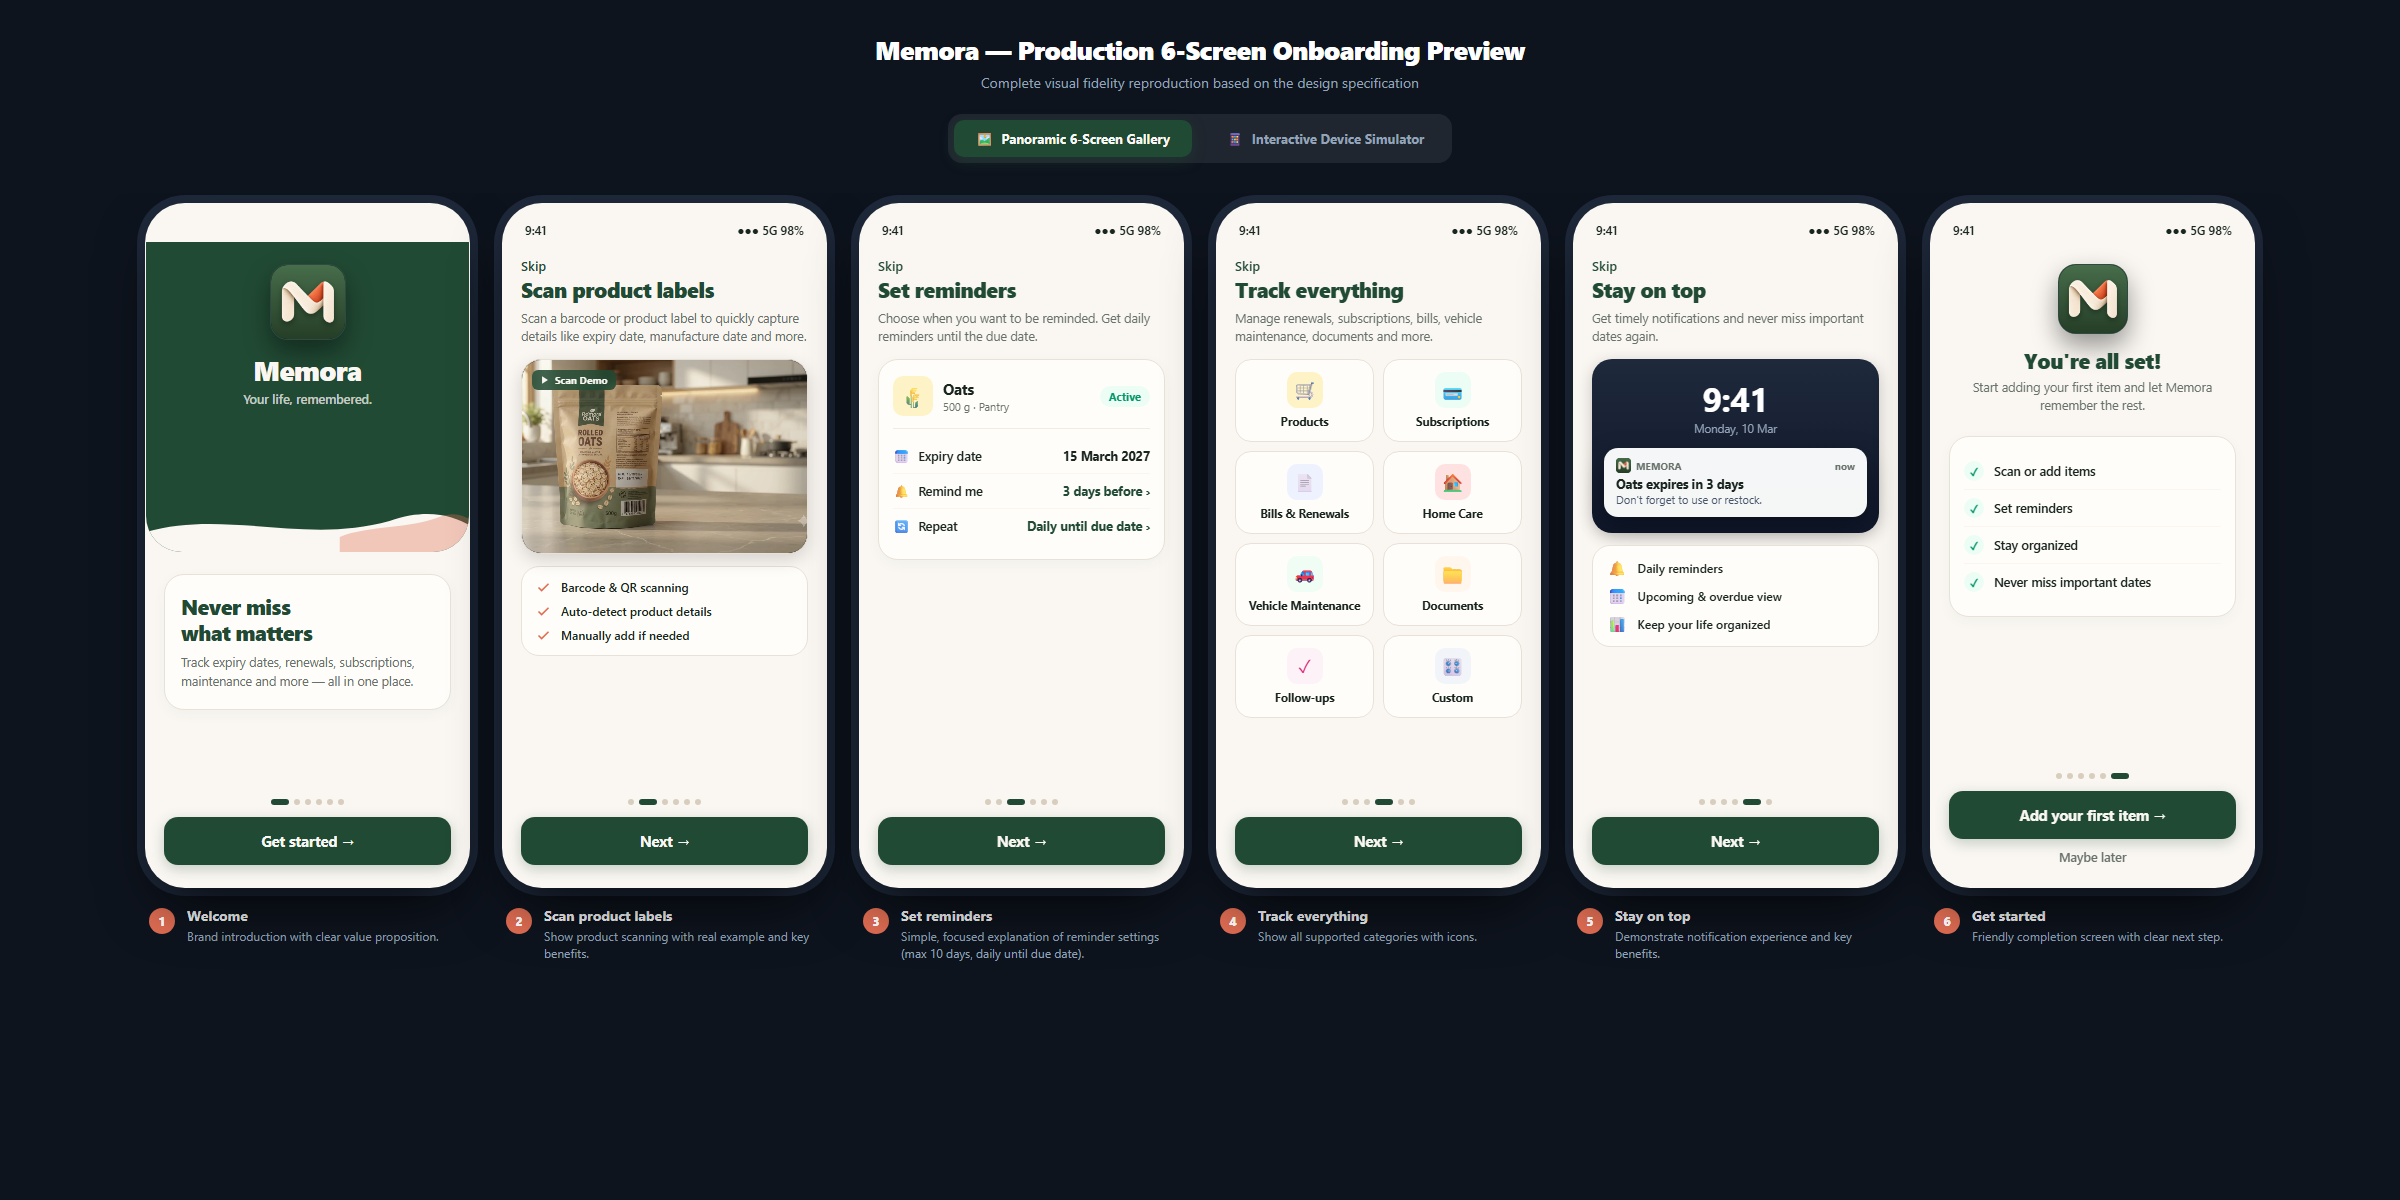 Memora — Production 6-Screen Onboarding Preview
Complete visual fidelity reproduction based on the design specification
Panoramic 6-Screen Gallery
Interactive Device Simulator
Memora
Your life, remembered.
Never miss
what matters
Track expiry dates, renewals, subscriptions,
maintenance and more — all in one place.
Get started →
1
Welcome
Brand introduction with clear value proposition.
9:41
●●● 5G 98%
Skip
Scan product labels
Scan a barcode or product label to quickly capture
details like expiry date, manufacture date and more.
▶ Scan Demo
OATS
ROLLED
OATS
✓ Barcode & QR scanning
✓ Auto-detect product details
✓ Manually add if needed
Next →
2
Scan product labels
Show product scanning with real example and key
benefits.
9:41
●●● 5G 98%
Skip
Set reminders
Choose when you want to be reminded. Get daily
reminders until the due date.
Oats
500 g · Pantry
Active
Expiry date
15 March 2027
Remind me
3 days before ›
Repeat
Daily until due date ›
Next →
3
Set reminders
Simple, focused explanation of reminder settings
(max 10 days, daily until due date).
9:41
●●● 5G 98%
Skip
Track everything
Manage renewals, subscriptions, bills, vehicle
maintenance, documents and more.
Products
Subscriptions
Bills & Renewals
Home Care
Vehicle Maintenance
Documents
✓
Follow-ups
Custom
Next →
4
Track everything
Show all supported categories with icons.
9:41
●●● 5G 98%
Skip
Stay on top
Get timely notifications and never miss important
dates again.
9:41
Monday, 10 Mar
MEMORA
now
Oats expires in 3 days
Don't forget to use or restock.
Daily reminders
Upcoming & overdue view
Keep your life organized
Next →
5
Stay on top
Demonstrate notification experience and key
benefits.
9:41
●●● 5G 98%
You're all set!
Start adding your first item and let Memora
remember the rest.
✓ Scan or add items
✓ Set reminders
✓ Stay organized
✓ Never miss important dates
Add your first item →
Maybe later
6
Get started
Friendly completion screen with clear next step.